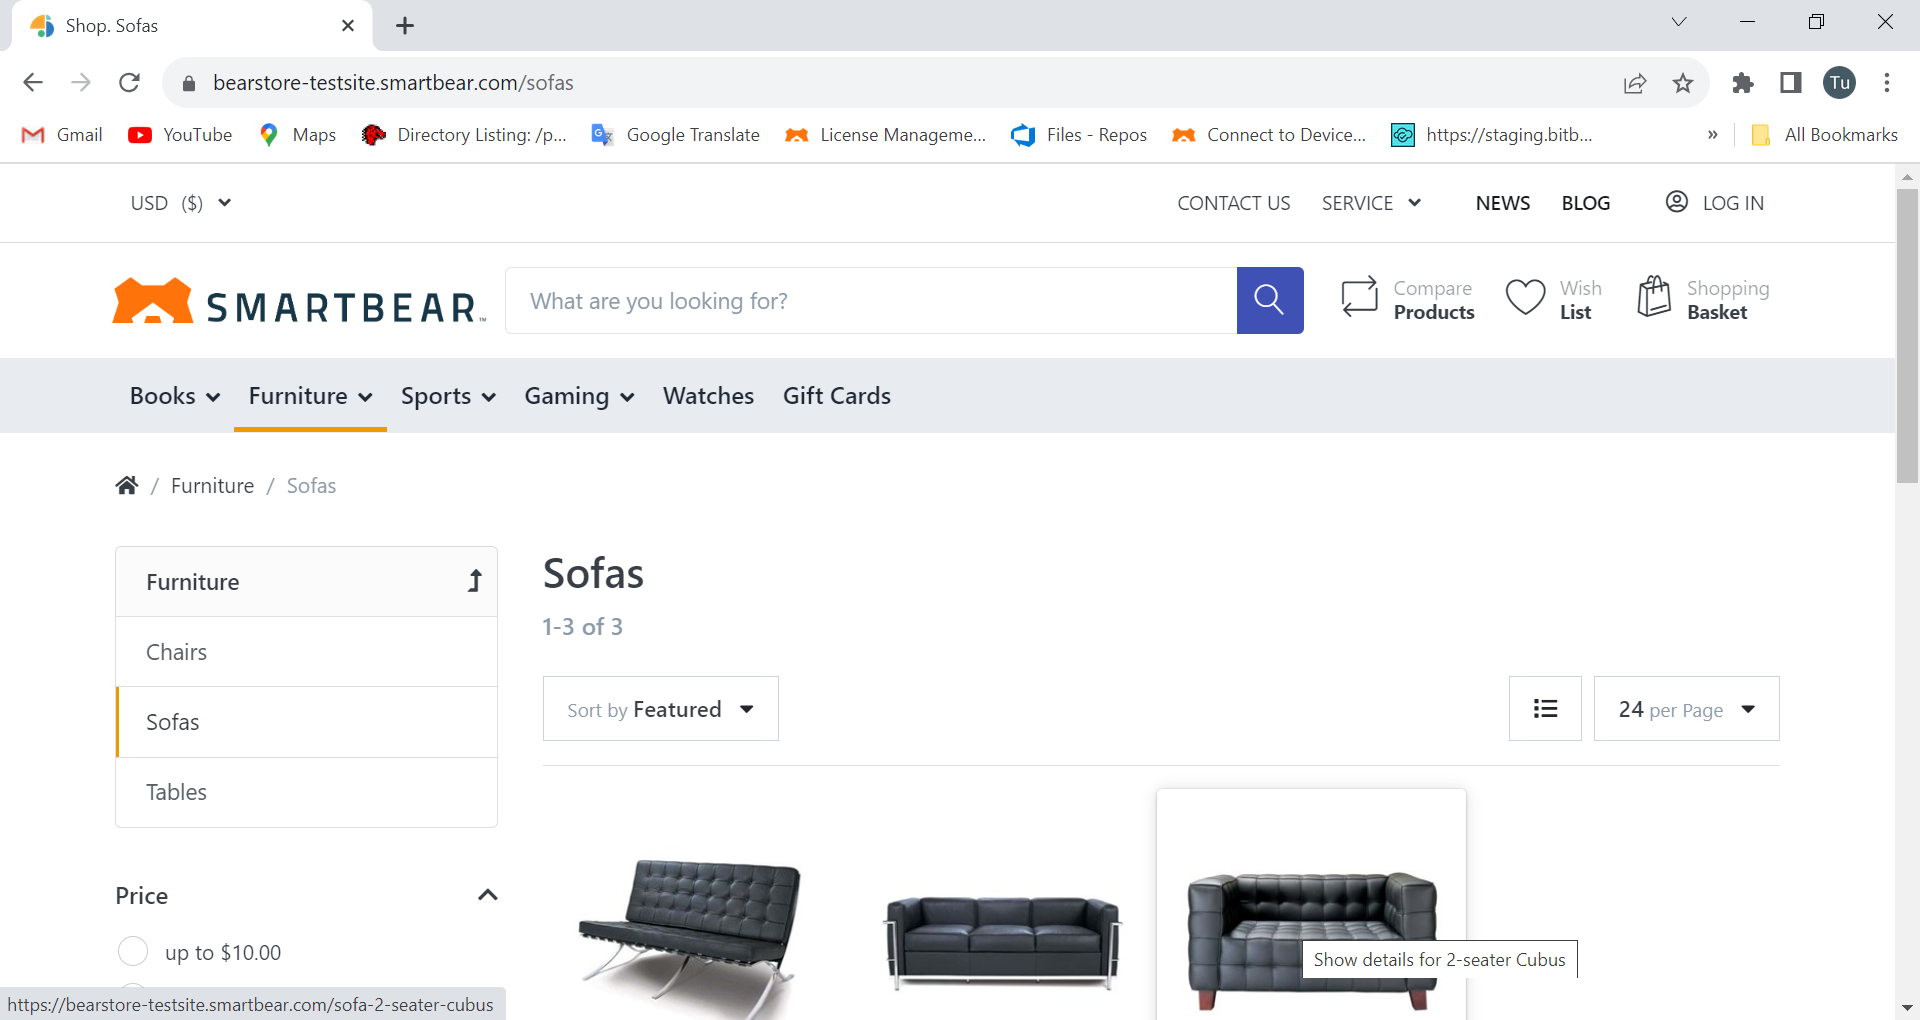 Shop. Sofas
bearstore-testsite.smartbear.com/sofas
Tu
Gmail
YouTube
Maps
Directory Listing: /p...
Google Translate
License Manageme...
Files - Repos
Connect to Device...
https://staging.bitb...
»
All Bookmarks
USD ($)
CONTACT US
SERVICE
NEWS
BLOG
LOG IN
SMARTBEAR™
What are you looking for?
Compare
Products
Wish
List
Shopping
Basket
Books
Furniture
Sports
Gaming
Watches
Gift Cards
/ Furniture / Sofas
Furniture
Chairs
Sofas
Tables
Price
up to $10.00
Sofas
1-3 of 3
Sort by Featured
24 per Page
Show details for 2-seater Cubus
https://bearstore-testsite.smartbear.com/sofa-2-seater-cubus